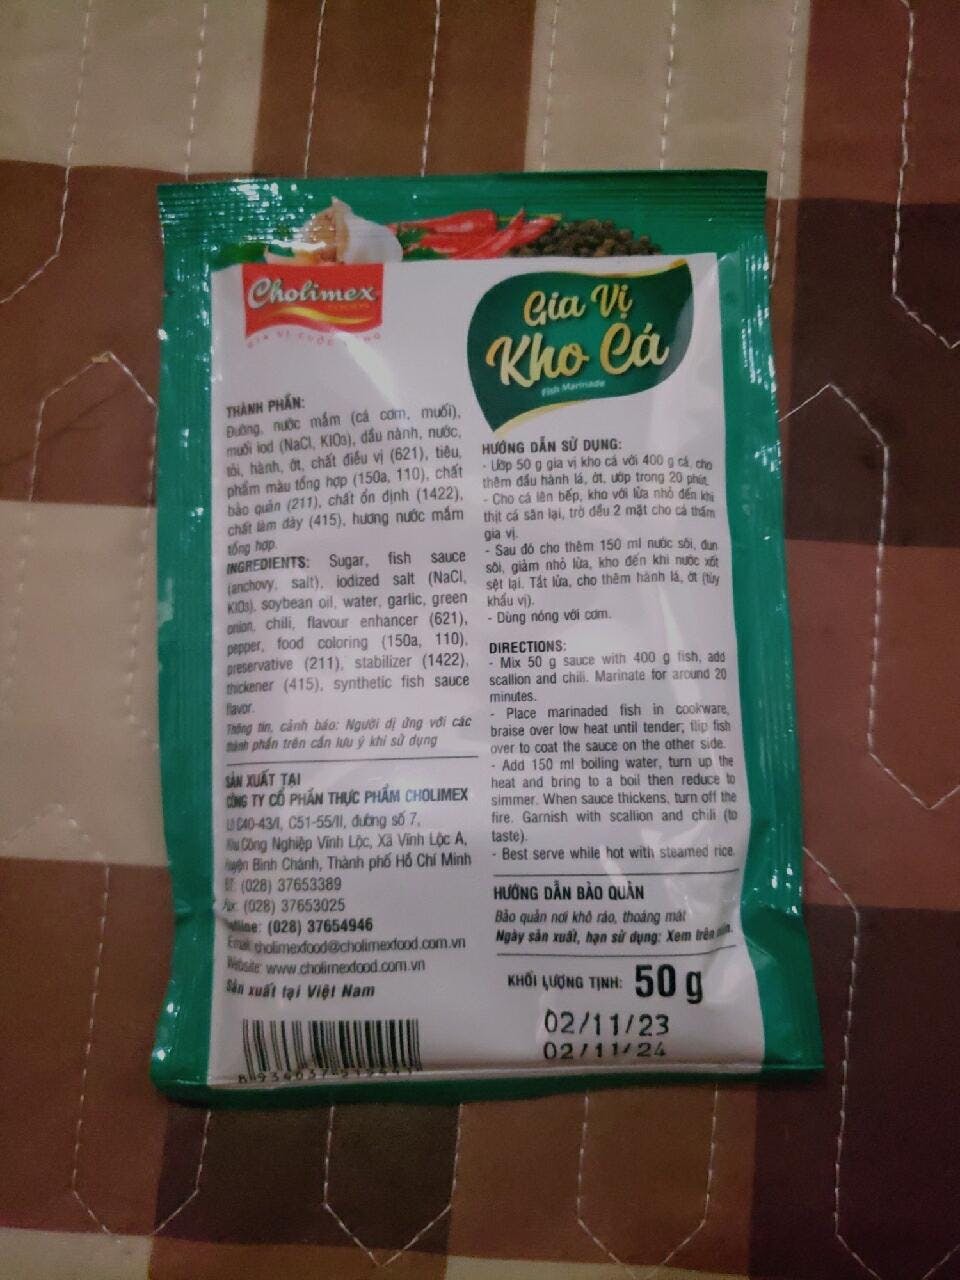 Cholimex
GIA VỊ CUỘC
Gia Vị
Kho Cá
Fish Marinade
THÀNH PHẦN:
Đường, nước mắm (cá cơm, muối),
muối iod (NaCl, KIO3), dầu nành, nước,
tỏi, hành, ớt, chất điều vị (621), tiêu,
phẩm màu tổng hợp (150a, 110), chất
bảo quản (211), chất ổn định (1422),
chất làm dày (415), hương nước mắm
tổng hợp.
INGREDIENTS: Sugar, fish sauce
(anchovy, salt), iodized salt (NaCl,
KIO3), soybean oil, water, garlic, green
onion, chili, flavour enhancer (621),
pepper, food coloring (150a, 110),
preservative (211), stabilizer (1422),
thickener (415), synthetic fish sauce
flavor.
Thông tin, cảnh báo: Người dị ứng với các
thành phần trên cần lưu ý khi sử dụng
SẢN XUẤT TẠI
CÔNG TY CỔ PHẦN THỰC PHẨM CHOLIMEX
Lô C40-43/I, C51-55/II, đường số 7,
Khu Công Nghiệp Vĩnh Lộc, Xã Vĩnh Lộc A,
Huyện Bình Chánh, Thành phố Hồ Chí Minh
ĐT: (028) 37653389
Fax: (028) 37653025
Hotline: (028) 37654946
Email: cholimexfood@cholimexfood.com.vn
Website: www.cholimexfood.com.vn
Sản xuất tại Việt Nam
HƯỚNG DẪN SỬ DỤNG:
- Ướp 50 g gia vị kho cá với 400 g cá, cho
thêm đầu hành lá, ớt, ướp trong 20 phút.
- Cho cá lên bếp, kho với lửa nhỏ đến khi
thịt cá săn lại, trở đều 2 mặt cho cá thấm
gia vị.
- Sau đó cho thêm 150 ml nước sôi, đun
sôi, giảm nhỏ lửa, kho đến khi nước xốt
sệt lại. Tắt lửa, cho thêm hành lá, ớt (tùy
khẩu vị).
- Dùng nóng với cơm.
DIRECTIONS:
- Mix 50 g sauce with 400 g fish, add
scallion and chili. Marinate for around 20
minutes.
- Place marinaded fish in cookware,
braise over low heat until tender; flip fish
over to coat the sauce on the other side.
- Add 150 ml boiling water, turn up the
heat and bring to a boil then reduce to
simmer. When sauce thickens, turn off the
fire. Garnish with scallion and chili (to
taste).
- Best serve while hot with steamed rice.
HƯỚNG DẪN BẢO QUẢN
Bảo quản nơi khô ráo, thoáng mát
Ngày sản xuất, hạn sử dụng: Xem trên
KHỐI LƯỢNG TỊNH: 50 g
02/11/23
02/11/24